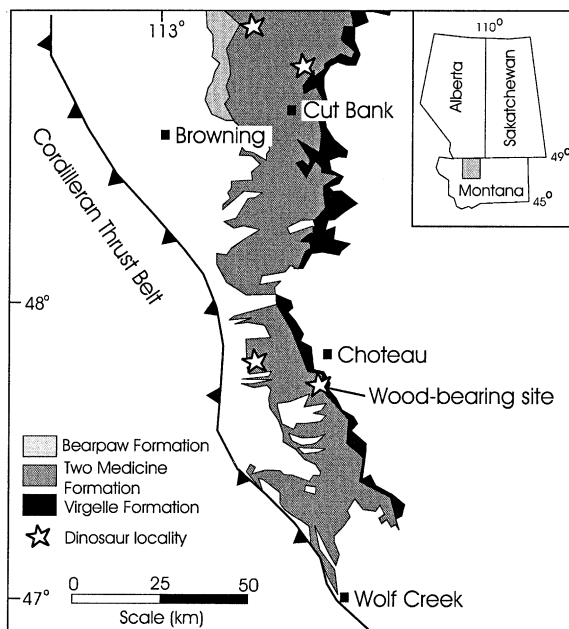 113°
110°
Alberta
Sakatchewan
49°
Montana
45°
Cut Bank
Browning
Cordilleran Thrust Belt
48°
Choteau
Wood-bearing site
Bearpaw Formation
Two Medicine
Formation
Virgelle Formation
Dinosaur locality
0 25 50
Scale (km)
47°
Wolf Creek